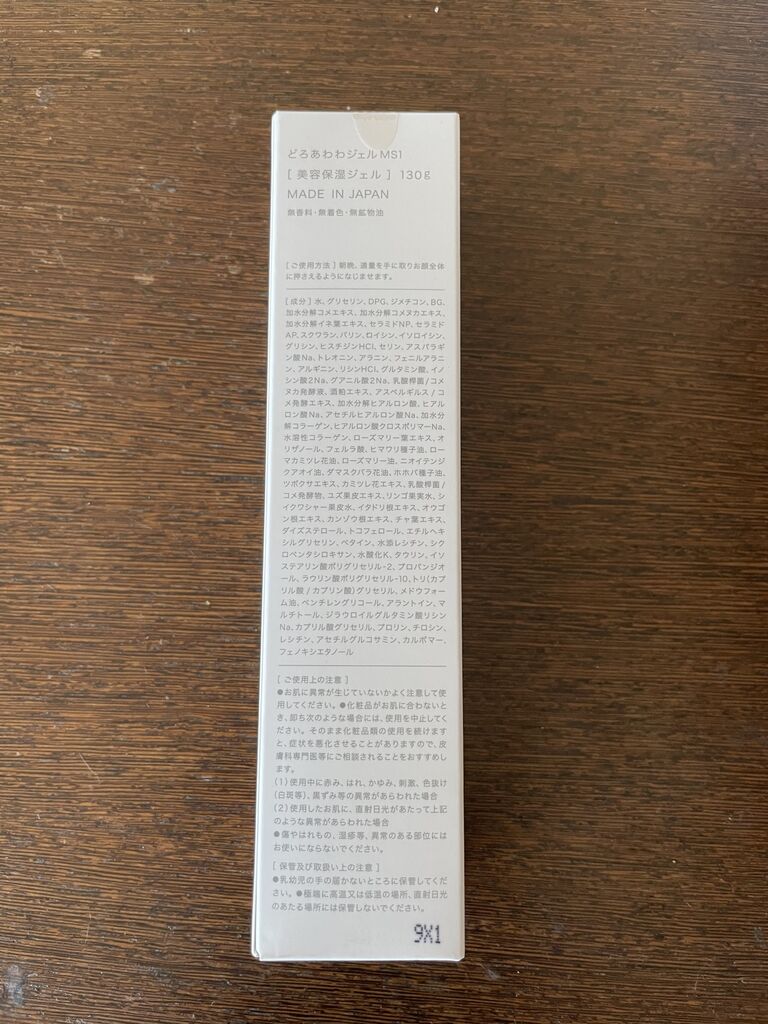 どろあわわジェル MS1
[ 美容保湿ジェル ] 130g
MADE IN JAPAN
無香料・無着色・無鉱物油
[ ご使用方法 ] 朝晩、適量を手に取りお顔全体
に押さえるようになじませます。
[ 成分 ] 水、グリセリン、DPG、ジメチコン、BG、
加水分解コメエキス、加水分解コメヌカエキス、
加水分解イネ葉エキス、セラミドNP、セラミド
AP、スクワラン、バリン、ロイシン、イソロイシン、
グリシン、ヒスチジンHCl、セリン、アスパラギ
ン酸Na、トレオニン、アラニン、フェニルアラニ
ン、アルギニン、リシンHCl、グルタミン酸、イノ
シン酸2Na、グアニル酸2Na、乳酸桿菌/コメ
ヌカ発酵液、酒粕エキス、アスペルギルス/コ
メ発酵エキス、加水分解ヒアルロン酸、ヒアル
ロン酸Na、アセチルヒアルロン酸Na、加水分
解コラーゲン、ヒアルロン酸クロスポリマーNa、
水溶性コラーゲン、ローズマリー葉エキス、オ
リザノール、フェルラ酸、ヒマワリ種子油、ロー
マカミツレ花油、ローズマリー油、ニオイテンジ
クアオイ油、ダマスクバラ花油、ホホバ種子油、
ツボクサエキス、カミツレ花エキス、乳酸桿菌/
コメ発酵物、ユズ果皮エキス、リンゴ果実水、シ
イクワシャー果皮水、イタドリ根エキス、オウゴ
ン根エキス、カンゾウ根エキス、チャ葉エキス、
ダイズステロール、トコフェロール、エチルヘキ
シルグリセリン、ベタイン、水添レシチン、シク
ロペンタシロキサン、水酸化K、タウリン、イソ
ステアリン酸ポリグリセリル-2、プロパンジオ
ール、ラウリン酸ポリグリセリル-10、トリ(カプ
リル酸/カプリン酸)グリセリル、メドウフォー
ム油、ペンチレングリコール、アラントイン、マ
ルチトール、ジラウロイルグルタミン酸リシン
Na、カプリル酸グリセリル、プロリン、チロシン、
レシチン、アセチルグルコサミン、カルボマー、
フェノキシエタノール
[ ご使用上の注意 ]
●お肌に異常が生じていないかよく注意して使
用してください。●化粧品がお肌に合わないと
き、即ち次のような場合には、使用を中止してく
ださい。そのまま化粧品類の使用を続けます
と、症状を悪化させることがありますので、皮
膚科専門医等にご相談されることをおすすめし
ます。
(1)使用中に赤み、はれ、かゆみ、刺激、色抜け
(白斑等)、黒ずみ等の異常があらわれた場合
(2)使用したお肌に、直射日光があたって上記
のような異常があらわれた場合
●傷やはれもの、湿疹等、異常のある部位には
お使いにならないでください。
[ 保管及び取扱い上の注意 ]
●乳幼児の手の届かないところに保管してくだ
さい。●極端に高温又は低温の場所、直射日光
のあたる場所には保管しないでください。
9X1